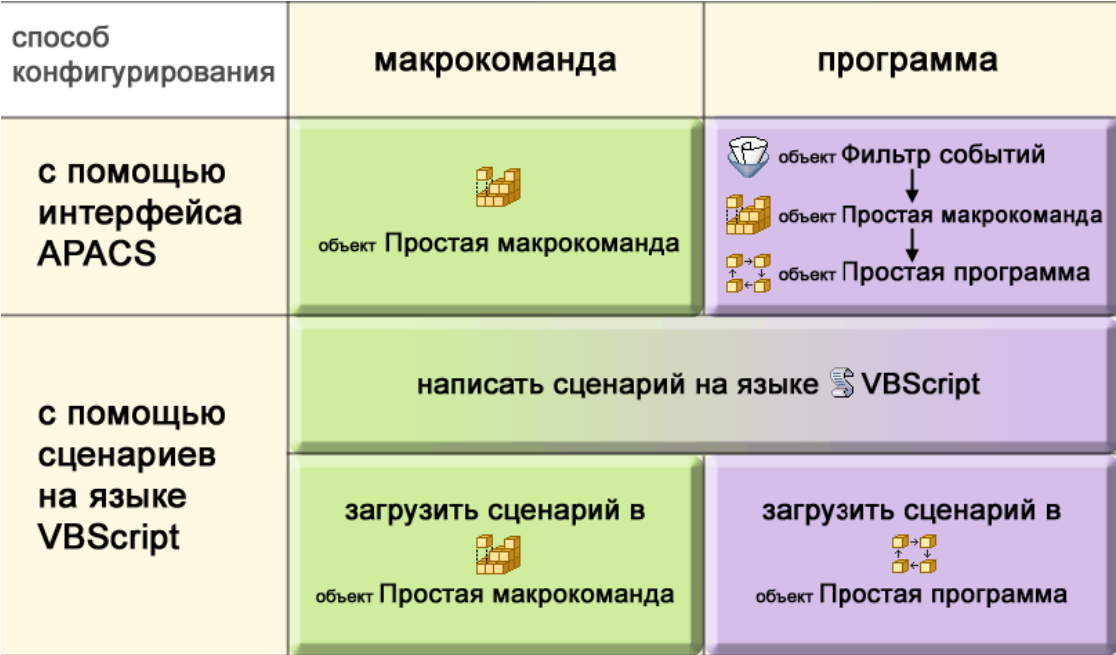 способ
конфигурирования
макрокоманда
программа
с помощью
интерфейса
APACS
объект Простая макрокоманда
объект Фильтр событий
объект Простая макрокоманда
объект Простая программа
с помощью
сценариев
на языке
VBScript
написать сценарий на языке VBScript
загрузить сценарий в
объект Простая макрокоманда
загрузить сценарий в
объект Простая программа